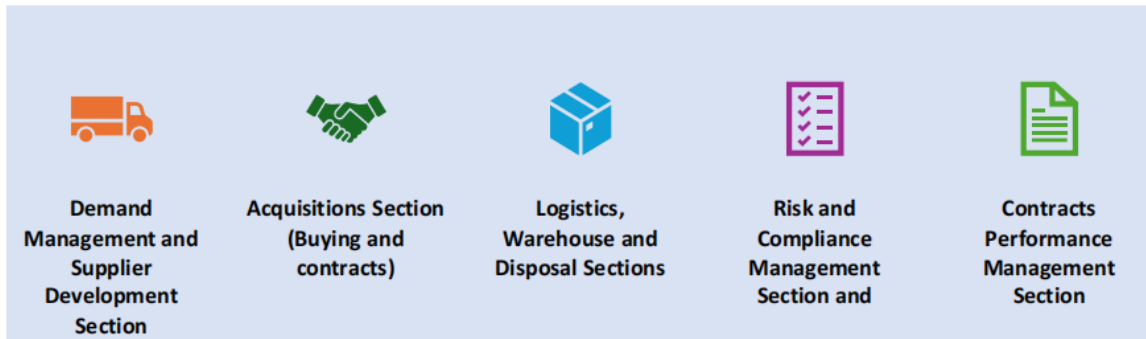 Demand
Management and
Supplier
Development
Section
Acquisitions Section
(Buying and
contracts)
Logistics,
Warehouse and
Disposal Sections
Risk and
Compliance
Management
Section and
Contracts
Performance
Management
Section